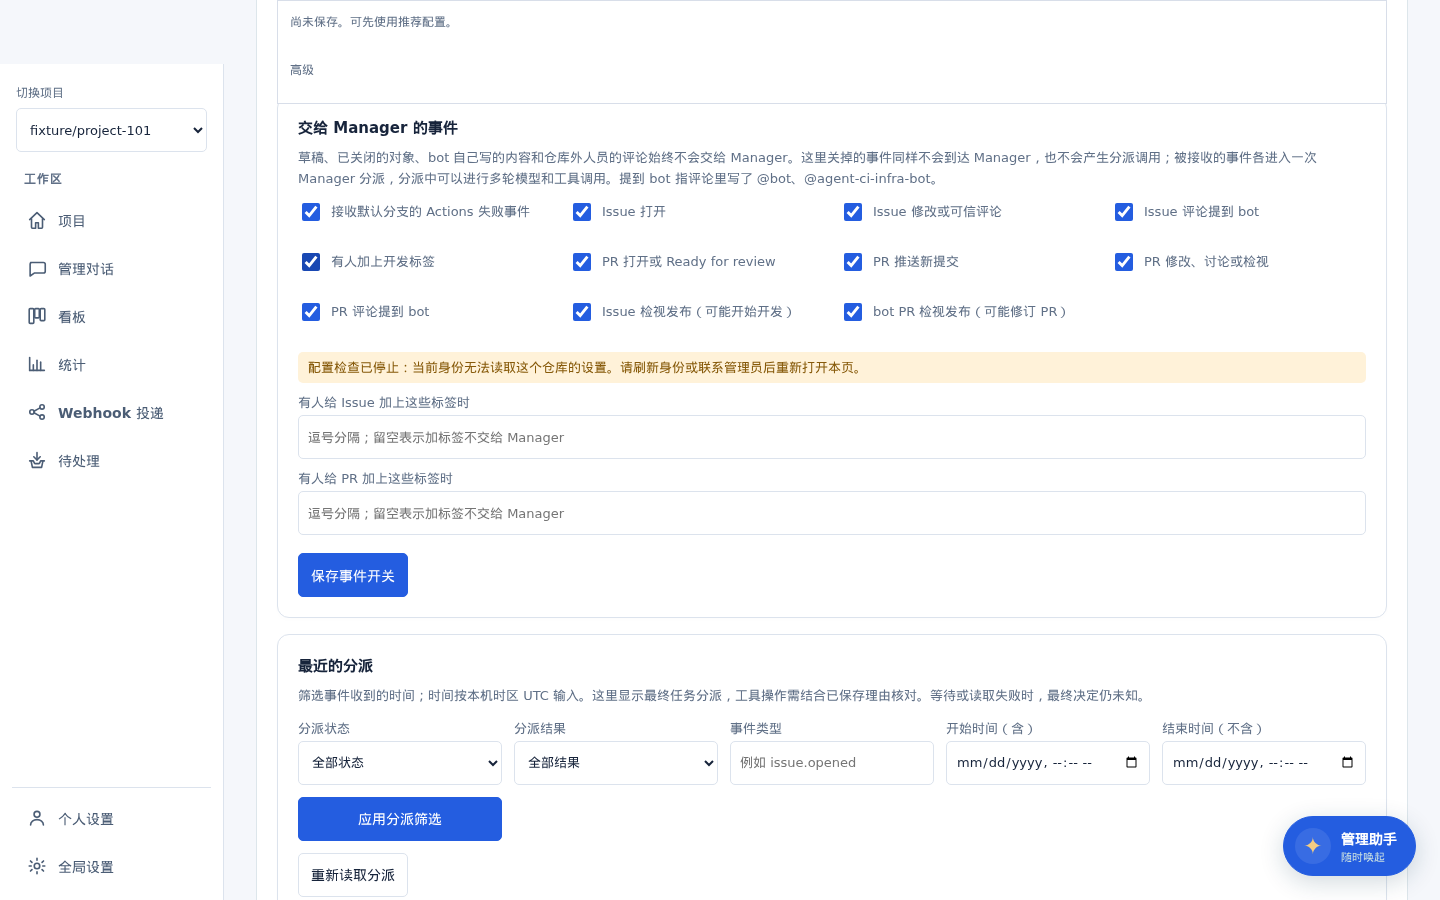 尚未保存。可先使用推荐配置。
高级
切换项目
fixture/project-101
工作区
项目
管理对话
看板
统计
Webhook 投递
待处理
个人设置
全局设置
交给 Manager 的事件
草稿、已关闭的对象、bot 自己写的内容和仓库外人员的评论始终不会交给 Manager。这里关掉的事件同样不会到达 Manager，也不会产生分派调用；被接收的事件各进入一次
Manager 分派，分派中可以进行多轮模型和工具调用。提到 bot 指评论里写了 @bot、@agent-ci-infra-bot。
接收默认分支的 Actions 失败事件
Issue 打开
Issue 修改或可信评论
Issue 评论提到 bot
有人加上开发标签
PR 打开或 Ready for review
PR 推送新提交
PR 修改、讨论或检视
PR 评论提到 bot
Issue 检视发布（可能开始开发）
bot PR 检视发布（可能修订 PR）
配置检查已停止：当前身份无法读取这个仓库的设置。请刷新身份或联系管理员后重新打开本页。
有人给 Issue 加上这些标签时
逗号分隔；留空表示加标签不交给 Manager
有人给 PR 加上这些标签时
逗号分隔；留空表示加标签不交给 Manager
保存事件开关
最近的分派
筛选事件收到的时间；时间按本机时区 UTC 输入。这里显示最终任务分派，工具操作需结合已保存理由核对。等待或读取失败时，最终决定仍未知。
分派状态
分派结果
事件类型
开始时间（含）
结束时间（不含）
全部状态
全部结果
例如 issue.opened
mm/dd/yyyy, --:-- --
mm/dd/yyyy, --:-- --
应用分派筛选
重新读取分派
管理助手
随时唤起